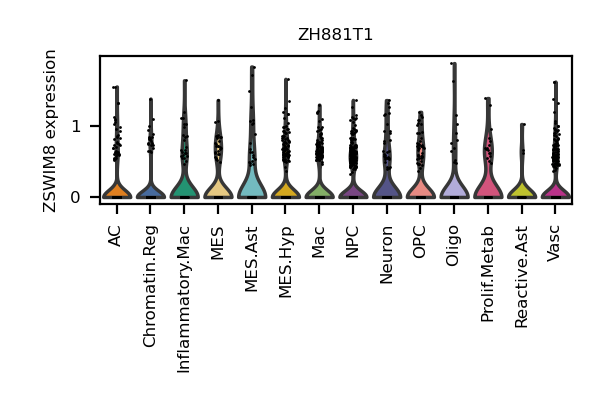 ZH881T1
ZSWIM8 expression
1
0
AC
Chromatin.Reg
Inflammatory.Mac
MES
MES.Ast
MES.Hyp
Mac
NPC
Neuron
OPC
Oligo
Prolif.Metab
Reactive.Ast
Vasc